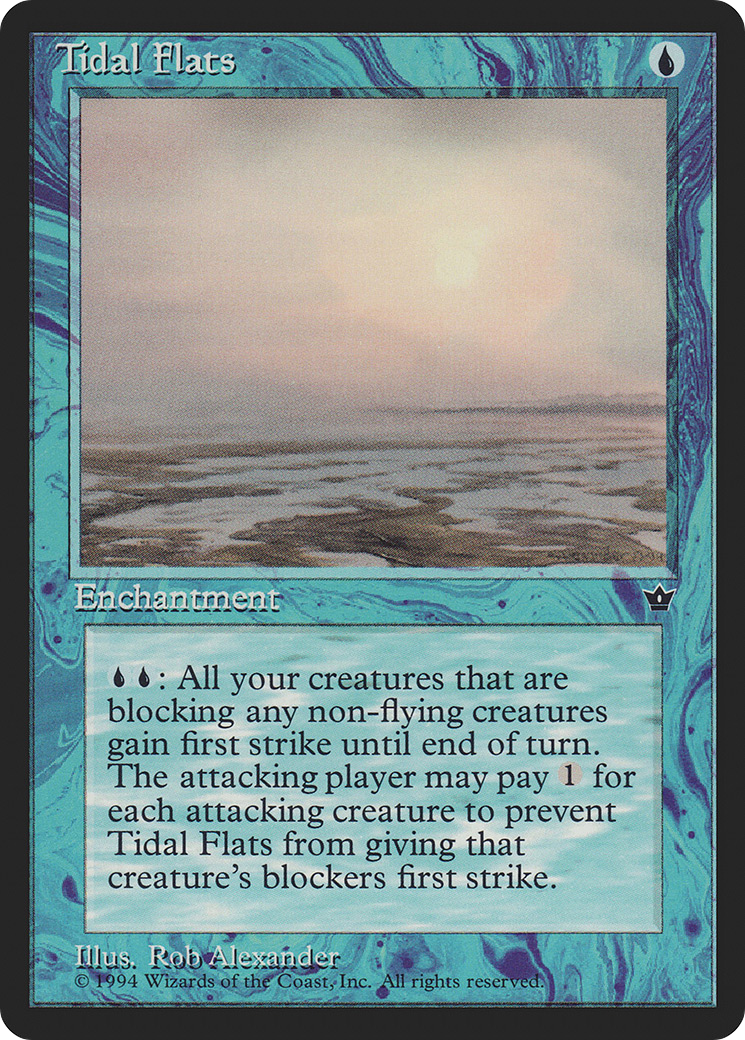 Tidal Flats
Enchantment
: All your creatures that are
blocking any non-flying creatures
gain first strike until end of turn.
The attacking player may pay 1 for
each attacking creature to prevent
Tidal Flats from giving that
creature's blockers first strike.
Illus. Rob Alexander
© 1994 Wizards of the Coast, Inc. All rights reserved.